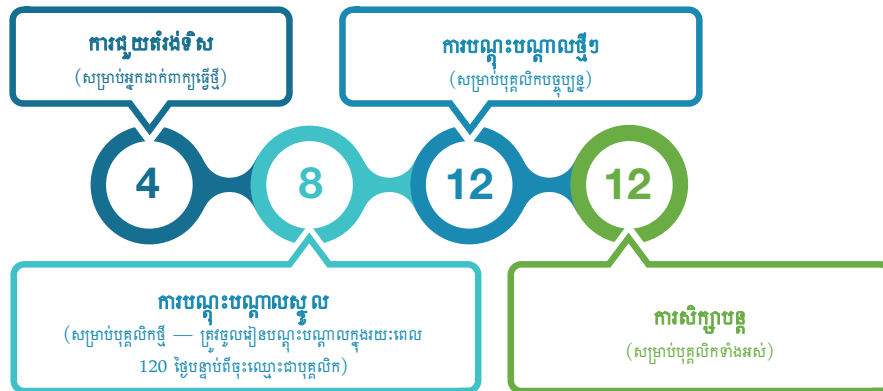 ការជួយតំរង់ទិស
(សម្រាប់អ្នកដាក់ពាក្យធ្វើថ្មី)
ការបណ្តុះបណ្តាលថ្មីៗ
(សម្រាប់បុគ្គលិកបច្ចុប្បន្ន)
4
8
12
12
ការបណ្តុះបណ្តាលស្នូល
(សម្រាប់បុគ្គលិកថ្មី — ត្រូវចូលរៀនបណ្តុះបណ្តាលក្នុងរយៈពេល
120 ថ្ងៃបន្ទាប់ពីចុះឈ្មោះជាបុគ្គលិក)
ការសិក្សាបន្ត
(សម្រាប់បុគ្គលិកទាំងអស់)